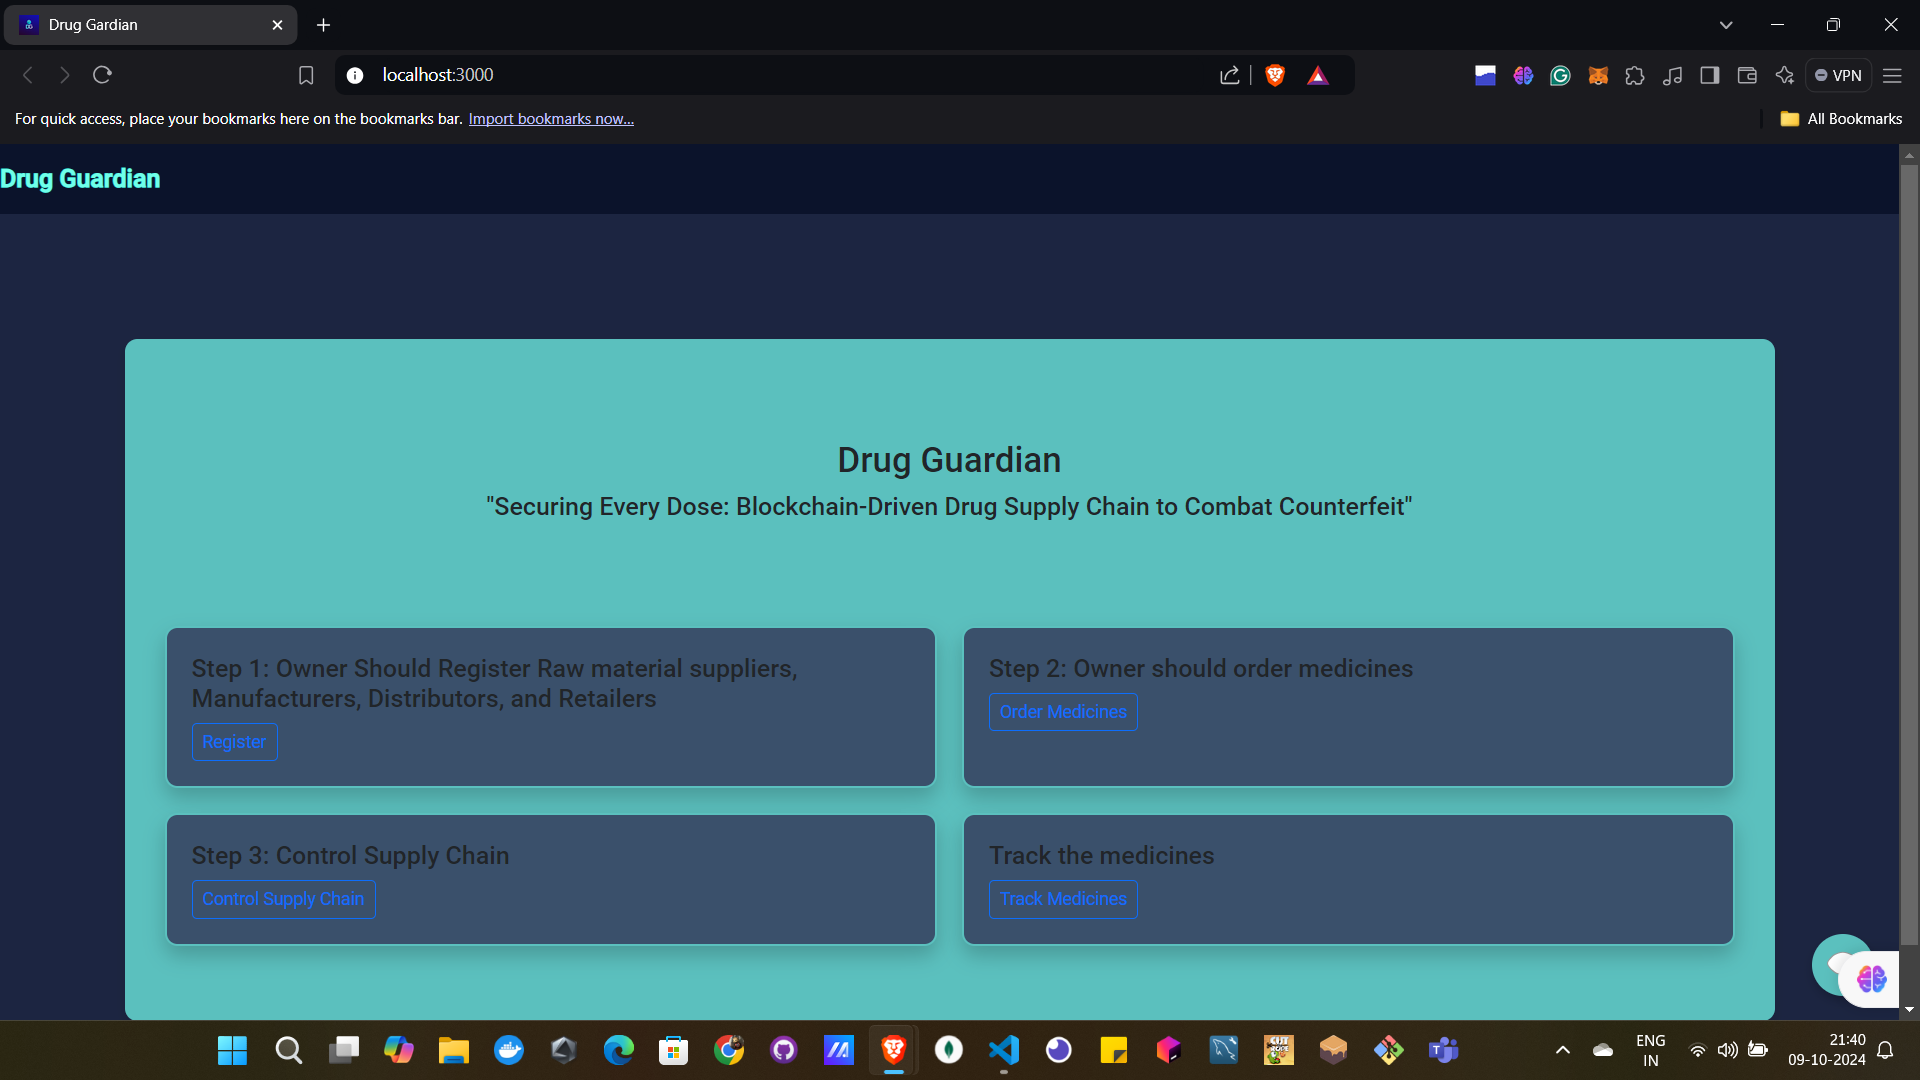 Drug Gardian
localhost:3000
VPN
For quick access, place your bookmarks here on the bookmarks bar. Import bookmarks now...
All Bookmarks
Drug Guardian
Drug Guardian
"Securing Every Dose: Blockchain-Driven Drug Supply Chain to Combat Counterfeit"
Step 1: Owner Should Register Raw material suppliers,
Manufacturers, Distributors, and Retailers
Register
Step 2: Owner should order medicines
Order Medicines
Step 3: Control Supply Chain
Control Supply Chain
Track the medicines
Track Medicines
ENG
IN
21:40
09-10-2024